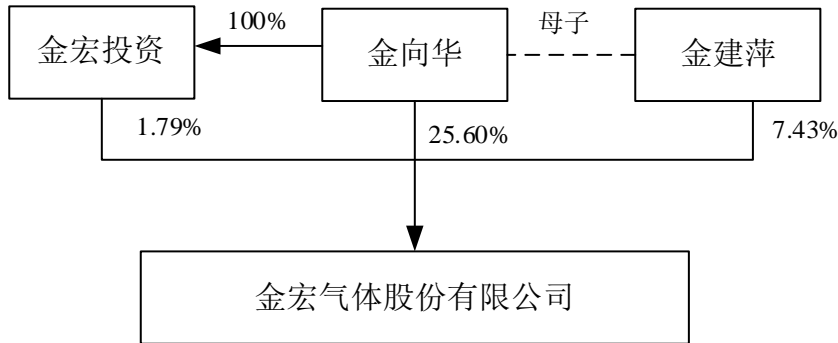 100%
母子
金宏投资
金向华
金建萍
1.79%
25.60%
7.43%
金宏气体股份有限公司